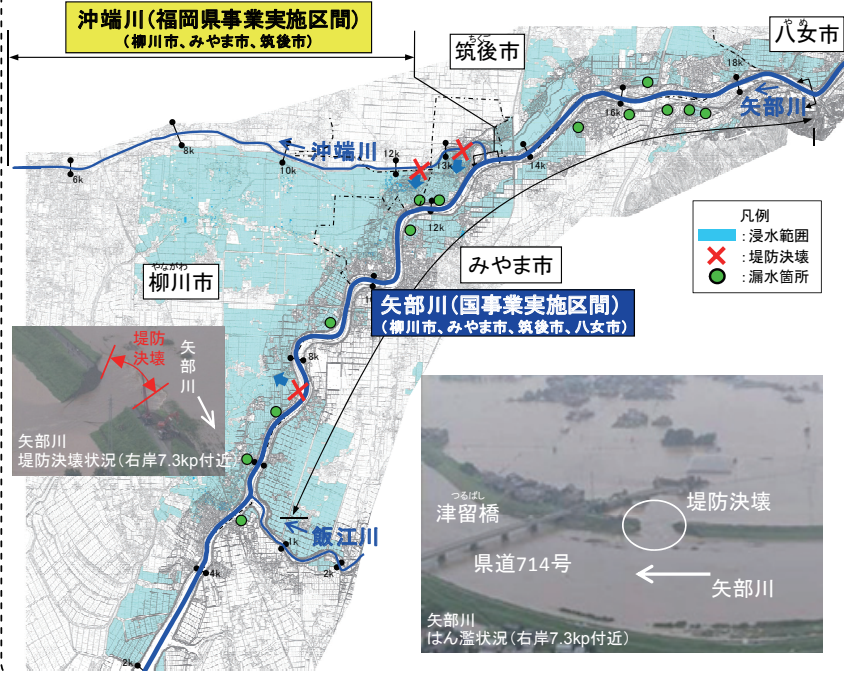 沖端川(福岡県事業実施区間)
(柳川市、みやま市、筑後市)
ちくご
筑後市
やめ
八女市
18k
矢部川
16k
14k
沖端川
13k
12k
10k
8k
6k
12k
みやま市
やながわ
柳川市
凡例
:浸水範囲
:堤防決壊
:漏水箇所
矢部川(国事業実施区間)
(柳川市、みやま市、筑後市、八女市)
8k
堤防
決壊
矢部川
矢部川
堤防決壊状況(右岸7.3kp付近)
飯江川
1k
2k
4k
2k
つるばし
津留橋
堤防決壊
県道714号
矢部川
矢部川
はん濫状況(右岸7.3kp付近)